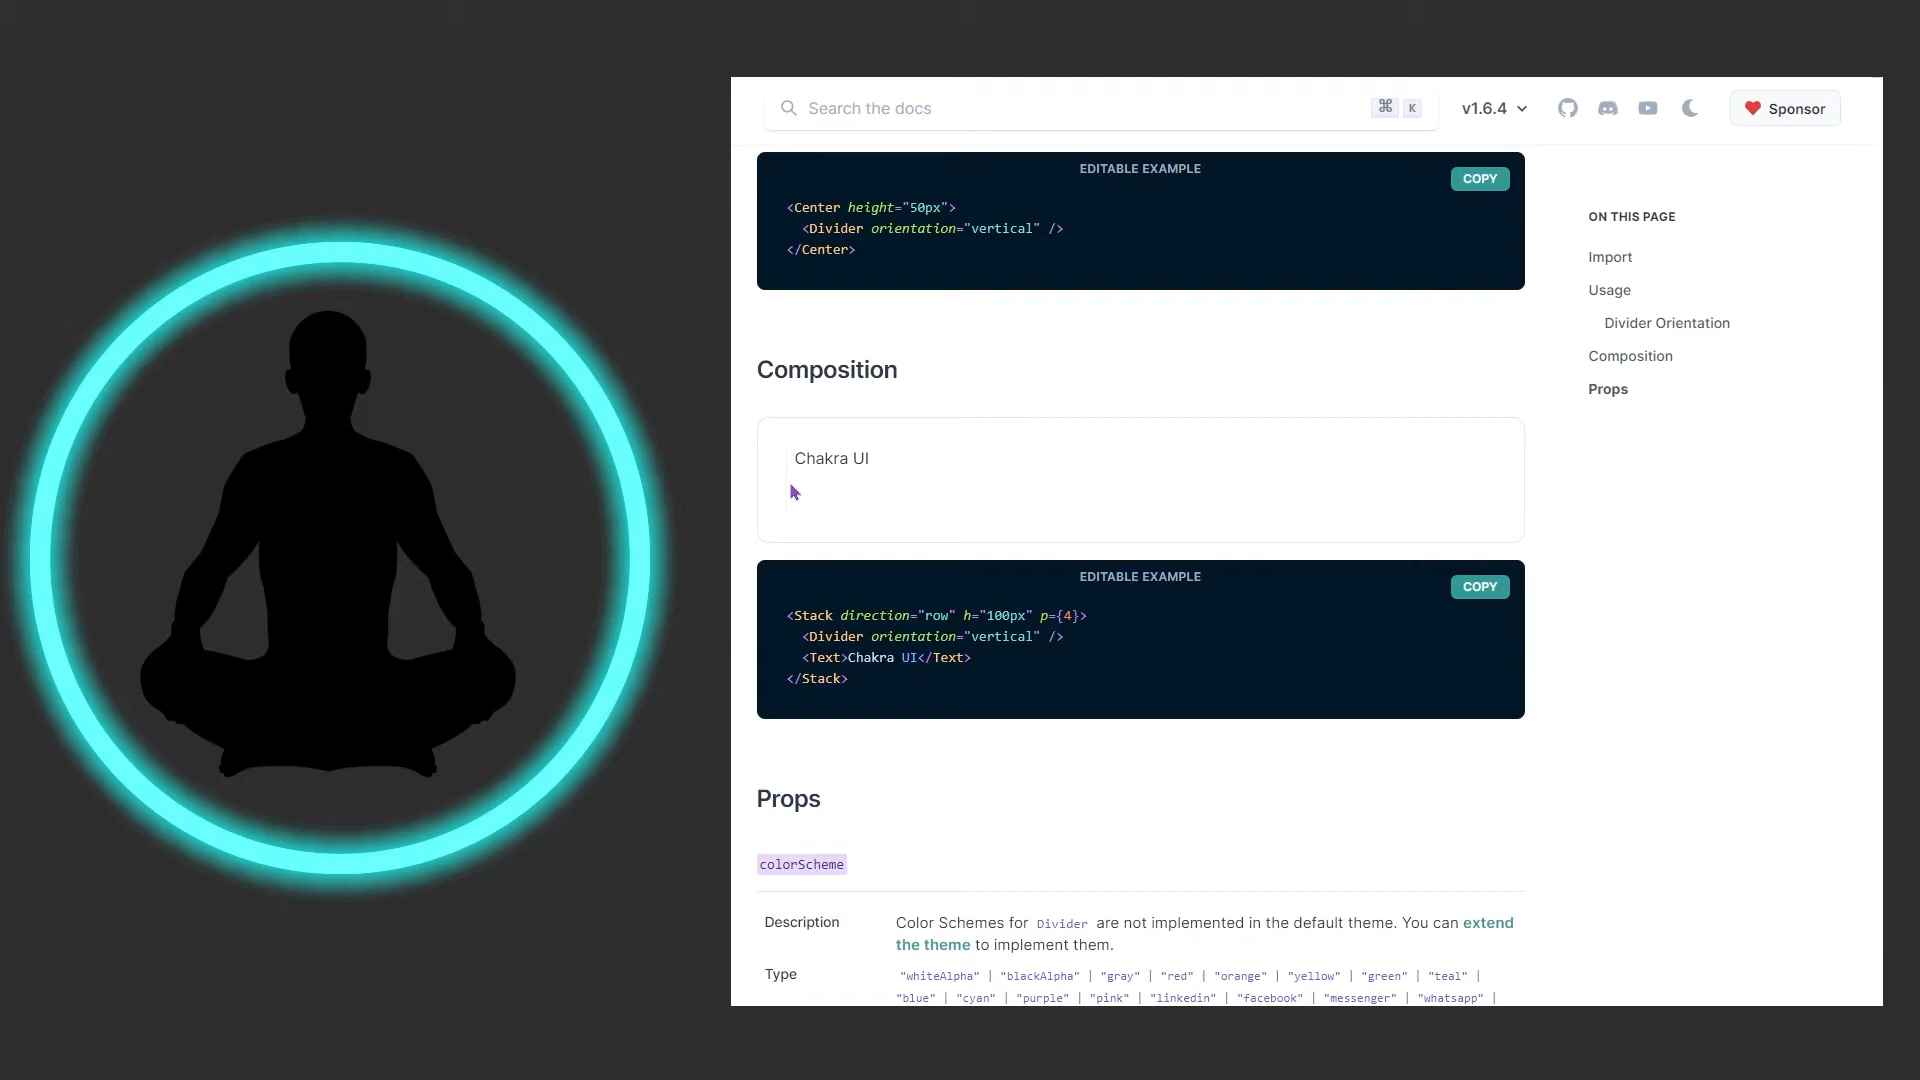 Search the docs
⌘ K
v1.6.4
Sponsor
EDITABLE EXAMPLE
COPY
<Center height="50px">
<Divider orientation="vertical" />
</Center>
ON THIS PAGE
Import
Usage
Divider Orientation
Composition
Props
Composition
Chakra UI
EDITABLE EXAMPLE
COPY
<Stack direction="row" h="100px" p={4}>
<Divider orientation="vertical" />
<Text>Chakra UI</Text>
</Stack>
Props
colorScheme
Description
Color Schemes for Divider are not implemented in the default theme. You can extend
the theme to implement them.
Type
"whiteAlpha" | "blackAlpha" | "gray" | "red" | "orange" | "yellow" | "green" | "teal" |
"blue" | "cyan" | "purple" | "pink" | "linkedin" | "facebook" | "messenger" | "whatsapp" |